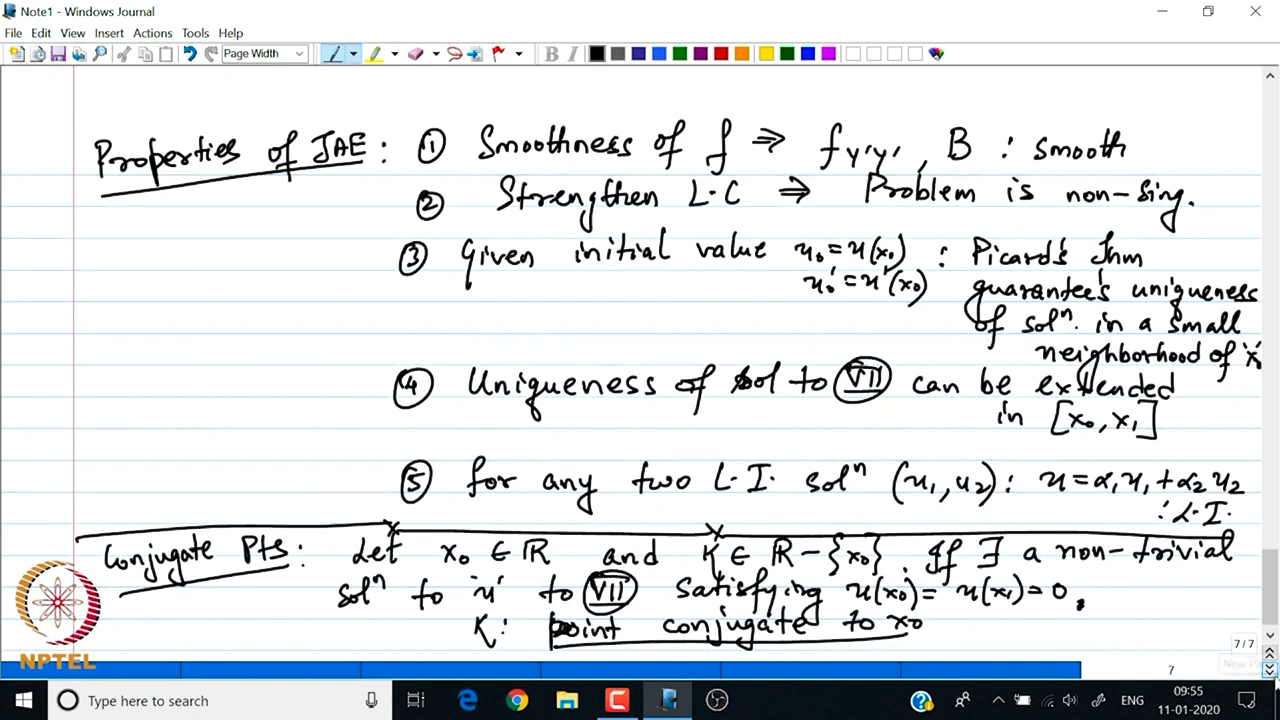 Note1 - Windows Journal
File Edit View Insert Actions Tools Help
Page Width
B I
Properties of JAE : ① Smoothness of f ⇒ fy'y' , B : smooth
② Strengthen L.C ⇒ Problem is non-sing.
③ Given initial value u₀ = u(x₀) : Picard's Thm
u₀' = u'(x₀) guarantee's uniqueness
of solⁿ. in a small
neighborhood of 'x
④ Uniqueness of sol to VII can be extended
in [x₀, x₁]
⑤ for any two L.I. solⁿ (u₁, u₂) : u = α₁u₁ + α₂u₂
: L.I.
Conjugate Pts : Let x₀ ∈ ℝ and K ∈ ℝ - {x₀}. If ∃ a non-trivial
solⁿ to 'u' to VII satisfying u(x₀) = u(κ) = 0.
K : point conjugate to x₀
NPTEL
7 / 7
7
Type here to search
ENG
09:55
11-01-2020